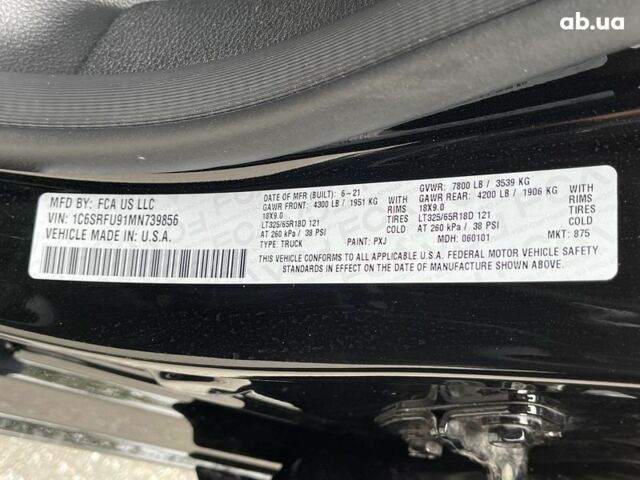 ab.ua
MFD BY: FCA US LLC
VIN: 1C6SRFU91MN739856
VEHICLE MADE IN: U.S.A.
DATE OF MFR (BUILT): 6-21
GAWR FRONT: 4300 LB / 1951 KG WITH
18X9.0 RIMS
LT325/65R18D 121 TIRES
AT 260 kPa / 38 PSI COLD
TYPE: TRUCK PAINT: PXJ
GVWR: 7800 LB / 3539 KG
GAWR REAR: 4200 LB / 1906 KG WITH
18X9.0 RIMS
LT325/65R18D 121 TIRES
AT 260 kPa / 38 PSI COLD
MDH: 060101 MKT: 875
THIS VEHICLE CONFORMS TO ALL APPLICABLE U.S.A. FEDERAL MOTOR VEHICLE SAFETY
STANDARDS IN EFFECT ON THE DATE OF MANUFACTURE SHOWN ABOVE.